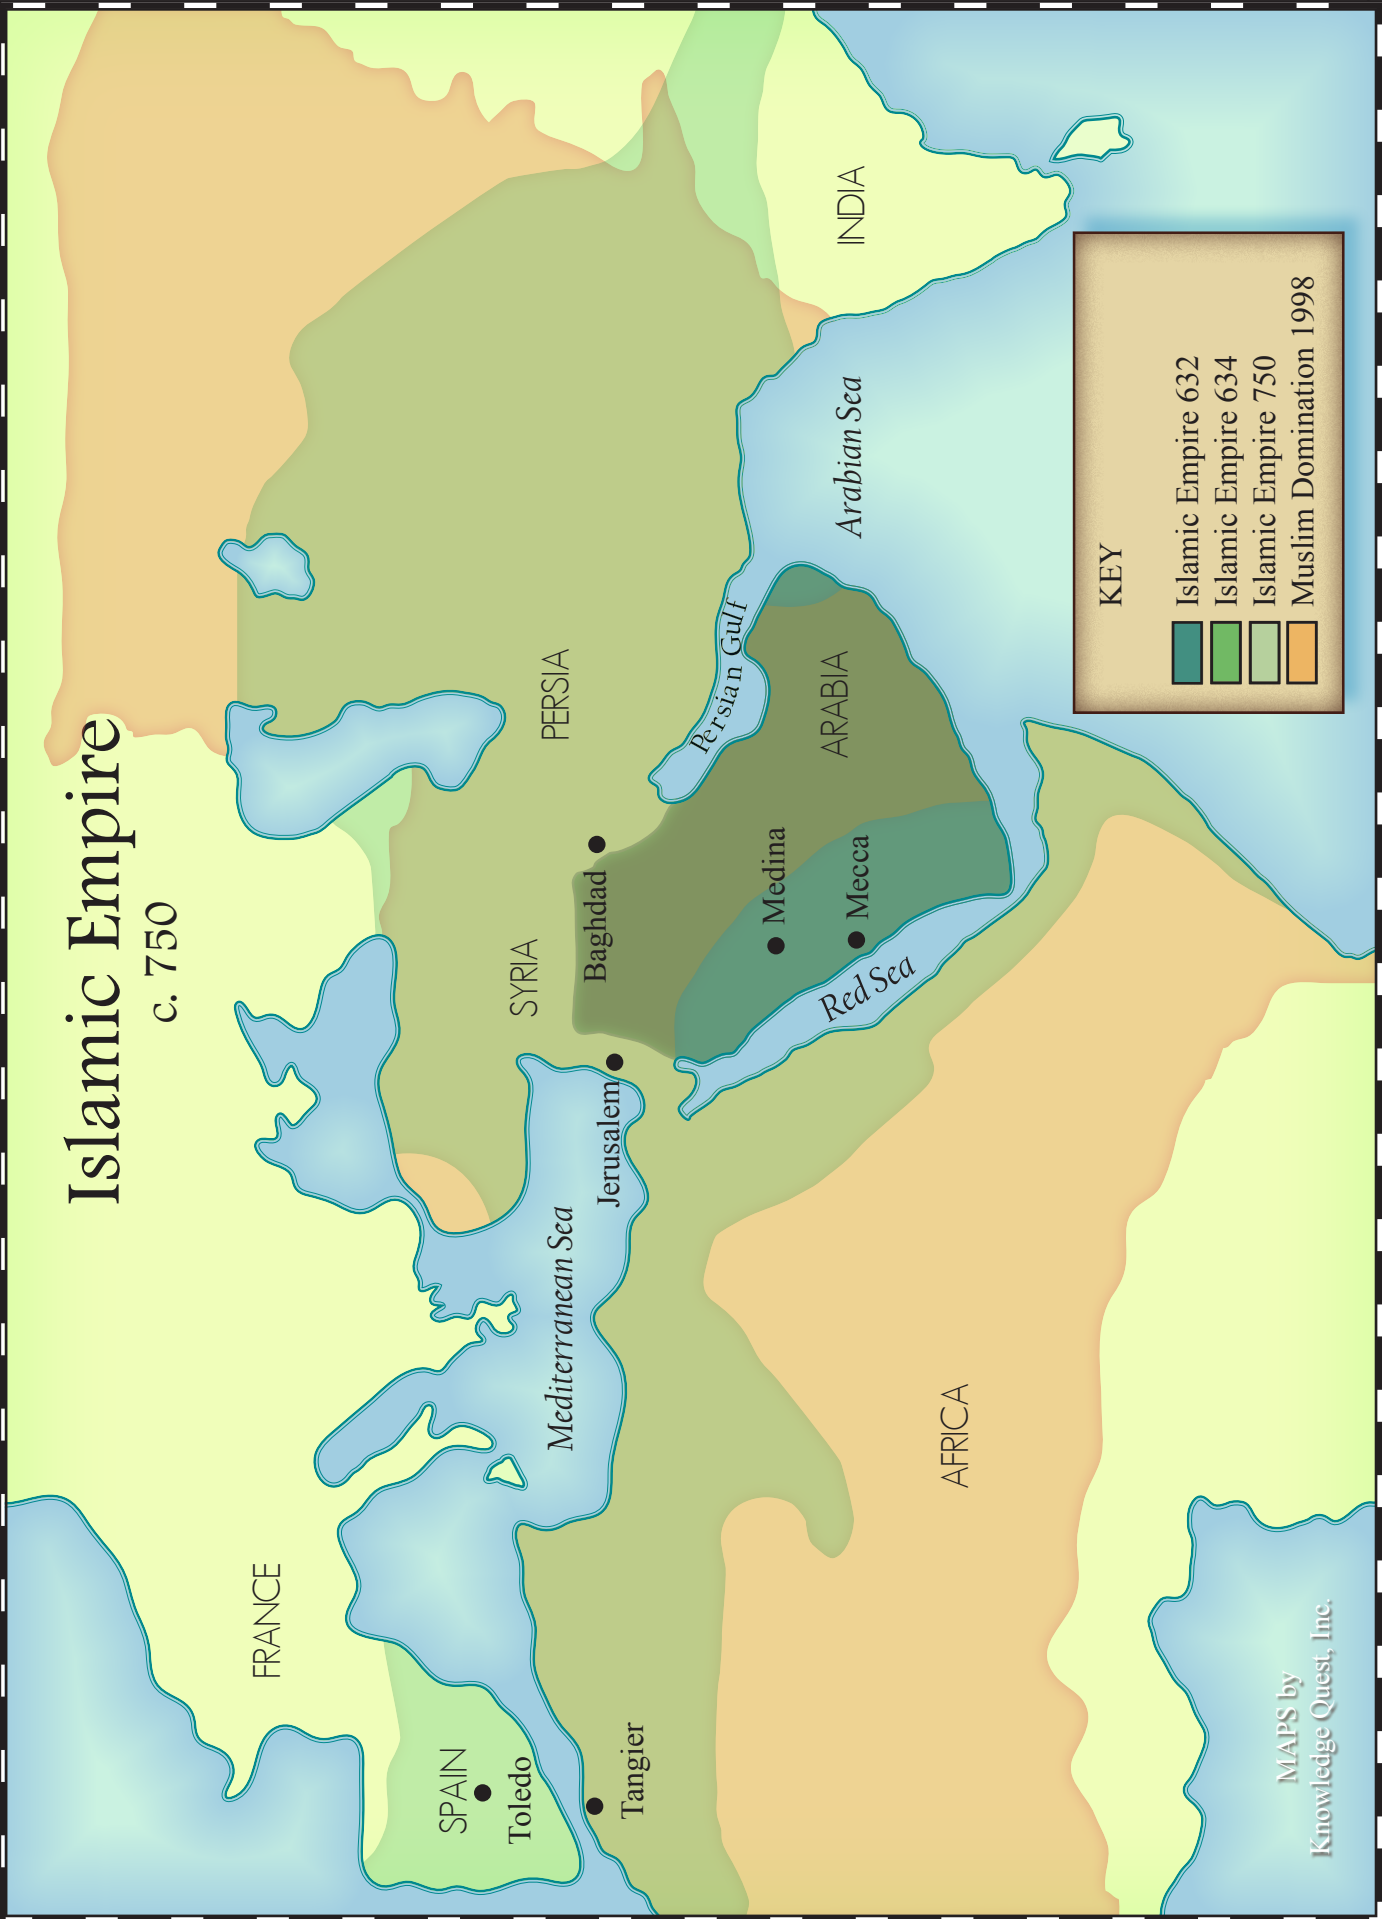 Islamic Empire
c. 750
FRANCE
SPAIN
Toledo
Tangier
Mediterranean Sea
Jerusalem
SYRIA
Baghdad
PERSIA
Persian Gulf
Medina
Mecca
ARABIA
Red Sea
Arabian Sea
INDIA
AFRICA
KEY
Islamic Empire 632
Islamic Empire 634
Islamic Empire 750
Muslim Domination 1998
MAPS by
Knowledge Quest, Inc.